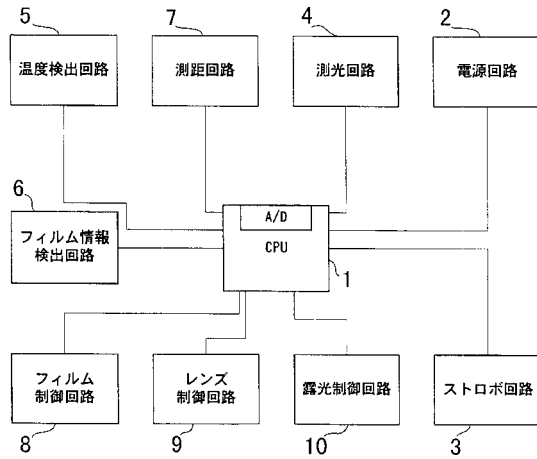 5
7
4
2
温度検出回路
測距回路
測光回路
電源回路
6
フィルム情報
検出回路
A/D
CPU
1
フィルム
制御回路
レンズ
制御回路
露光制御回路
ストロボ回路
8
9
10
3